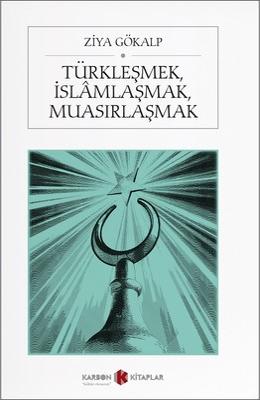 ZİYA GÖKALP
TÜRKLEŞMEK,
İSLÂMLAŞMAK,
MUASIRLAŞMAK
KARBON KİTAPLAR